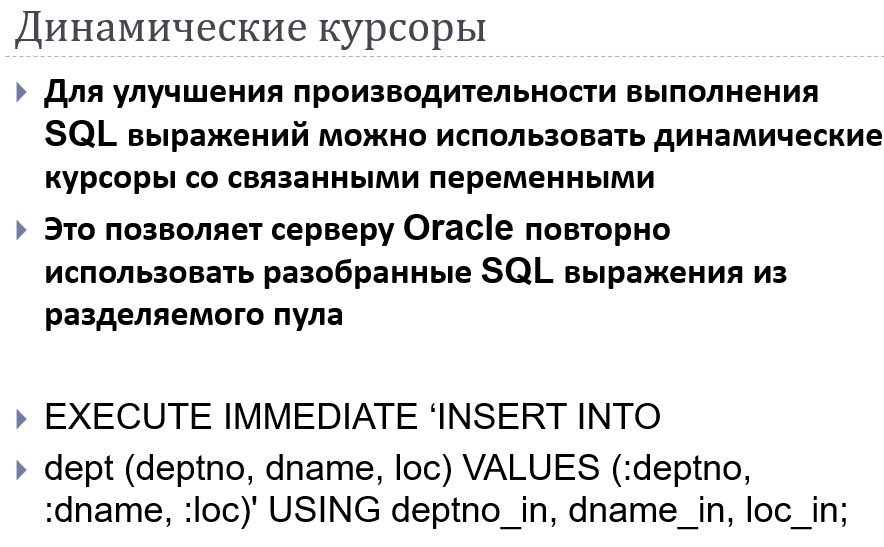 Динамические курсоры
Для улучшения производительности выполнения
SQL выражений можно использовать динамические
курсоры со связанными переменными
Это позволяет серверу Oracle повторно
использовать разобранные SQL выражения из
разделяемого пула
EXECUTE IMMEDIATE ‘INSERT INTO
dept (deptno, dname, loc) VALUES (:deptno,
:dname, :loc)' USING deptno_in, dname_in, loc_in;